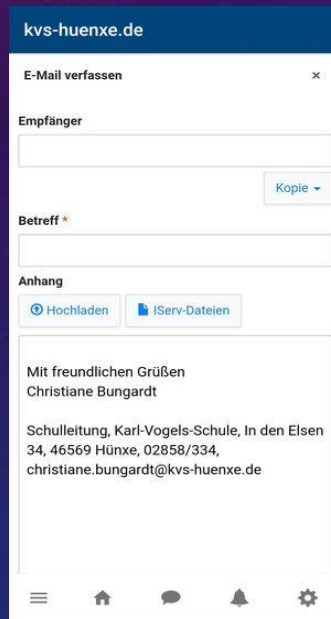 kvs-huenxe.de
E-Mail verfassen ×
Empfänger
Kopie
Betreff *
Anhang
Hochladen IServ-Dateien
Mit freundlichen Grüßen
Christiane Bungardt
Schulleitung, Karl-Vogels-Schule, In den Elsen
34, 46569 Hünxe, 02858/334,
christiane.bungardt@kvs-huenxe.de